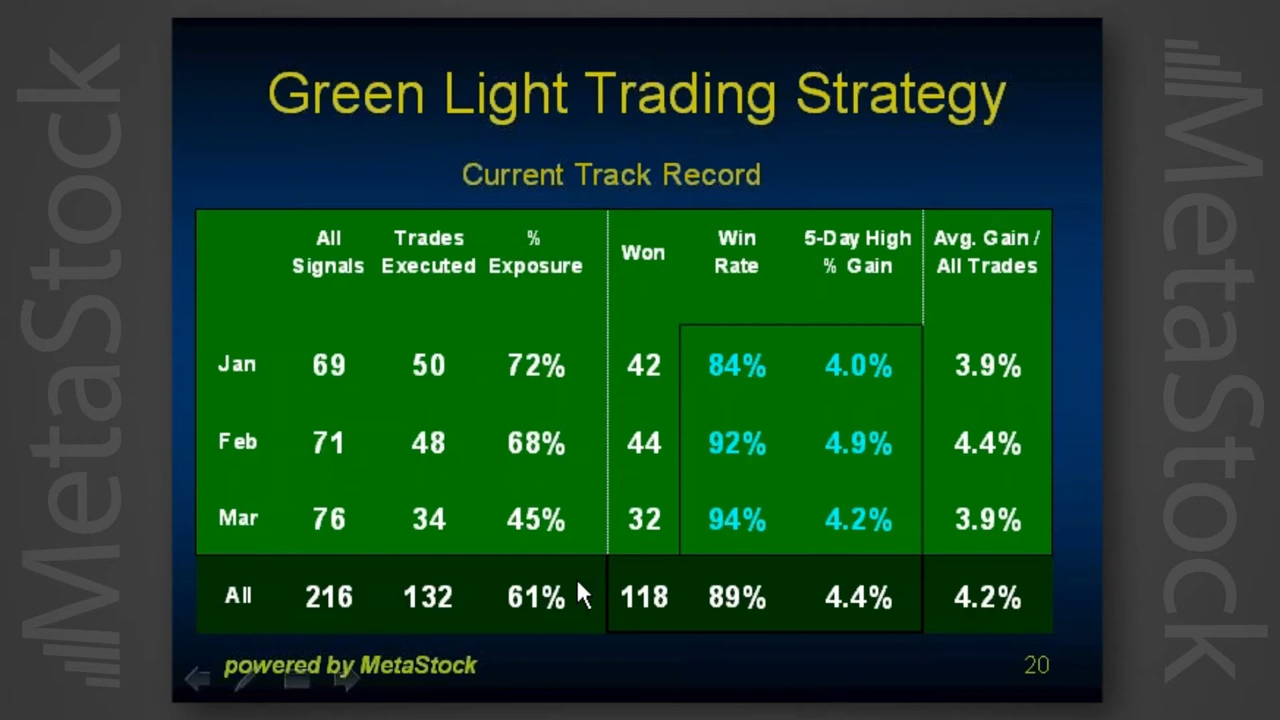 Green Light Trading Strategy
Current Track Record
All Signals Trades Executed % Exposure Won Win Rate 5-Day High % Gain Avg. Gain / All Trades
Jan 69 50 72% 42 84% 4.0% 3.9%
Feb 71 48 68% 44 92% 4.9% 4.4%
Mar 76 34 45% 32 94% 4.2% 3.9%
All 216 132 61% 118 89% 4.4% 4.2%
powered by MetaStock 20
MetaStock
MetaStock